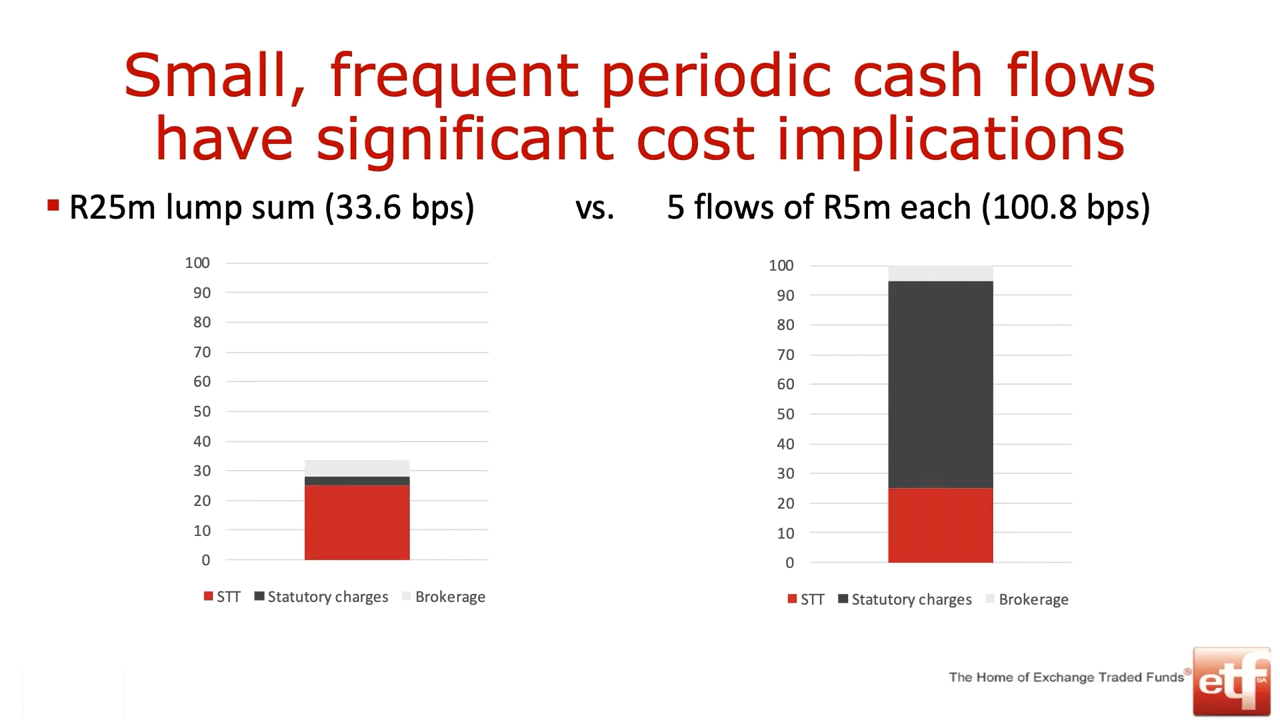 Small, frequent periodic cash flows
have significant cost implications
▪ R25m lump sum (33.6 bps) vs. 5 flows of R5m each (100.8 bps)
100
90
80
70
60
50
40
30
20
10
0
STT Statutory charges Brokerage
100
90
80
70
60
50
40
30
20
10
0
STT Statutory charges Brokerage
The Home of Exchange Traded Funds®
etf
SA